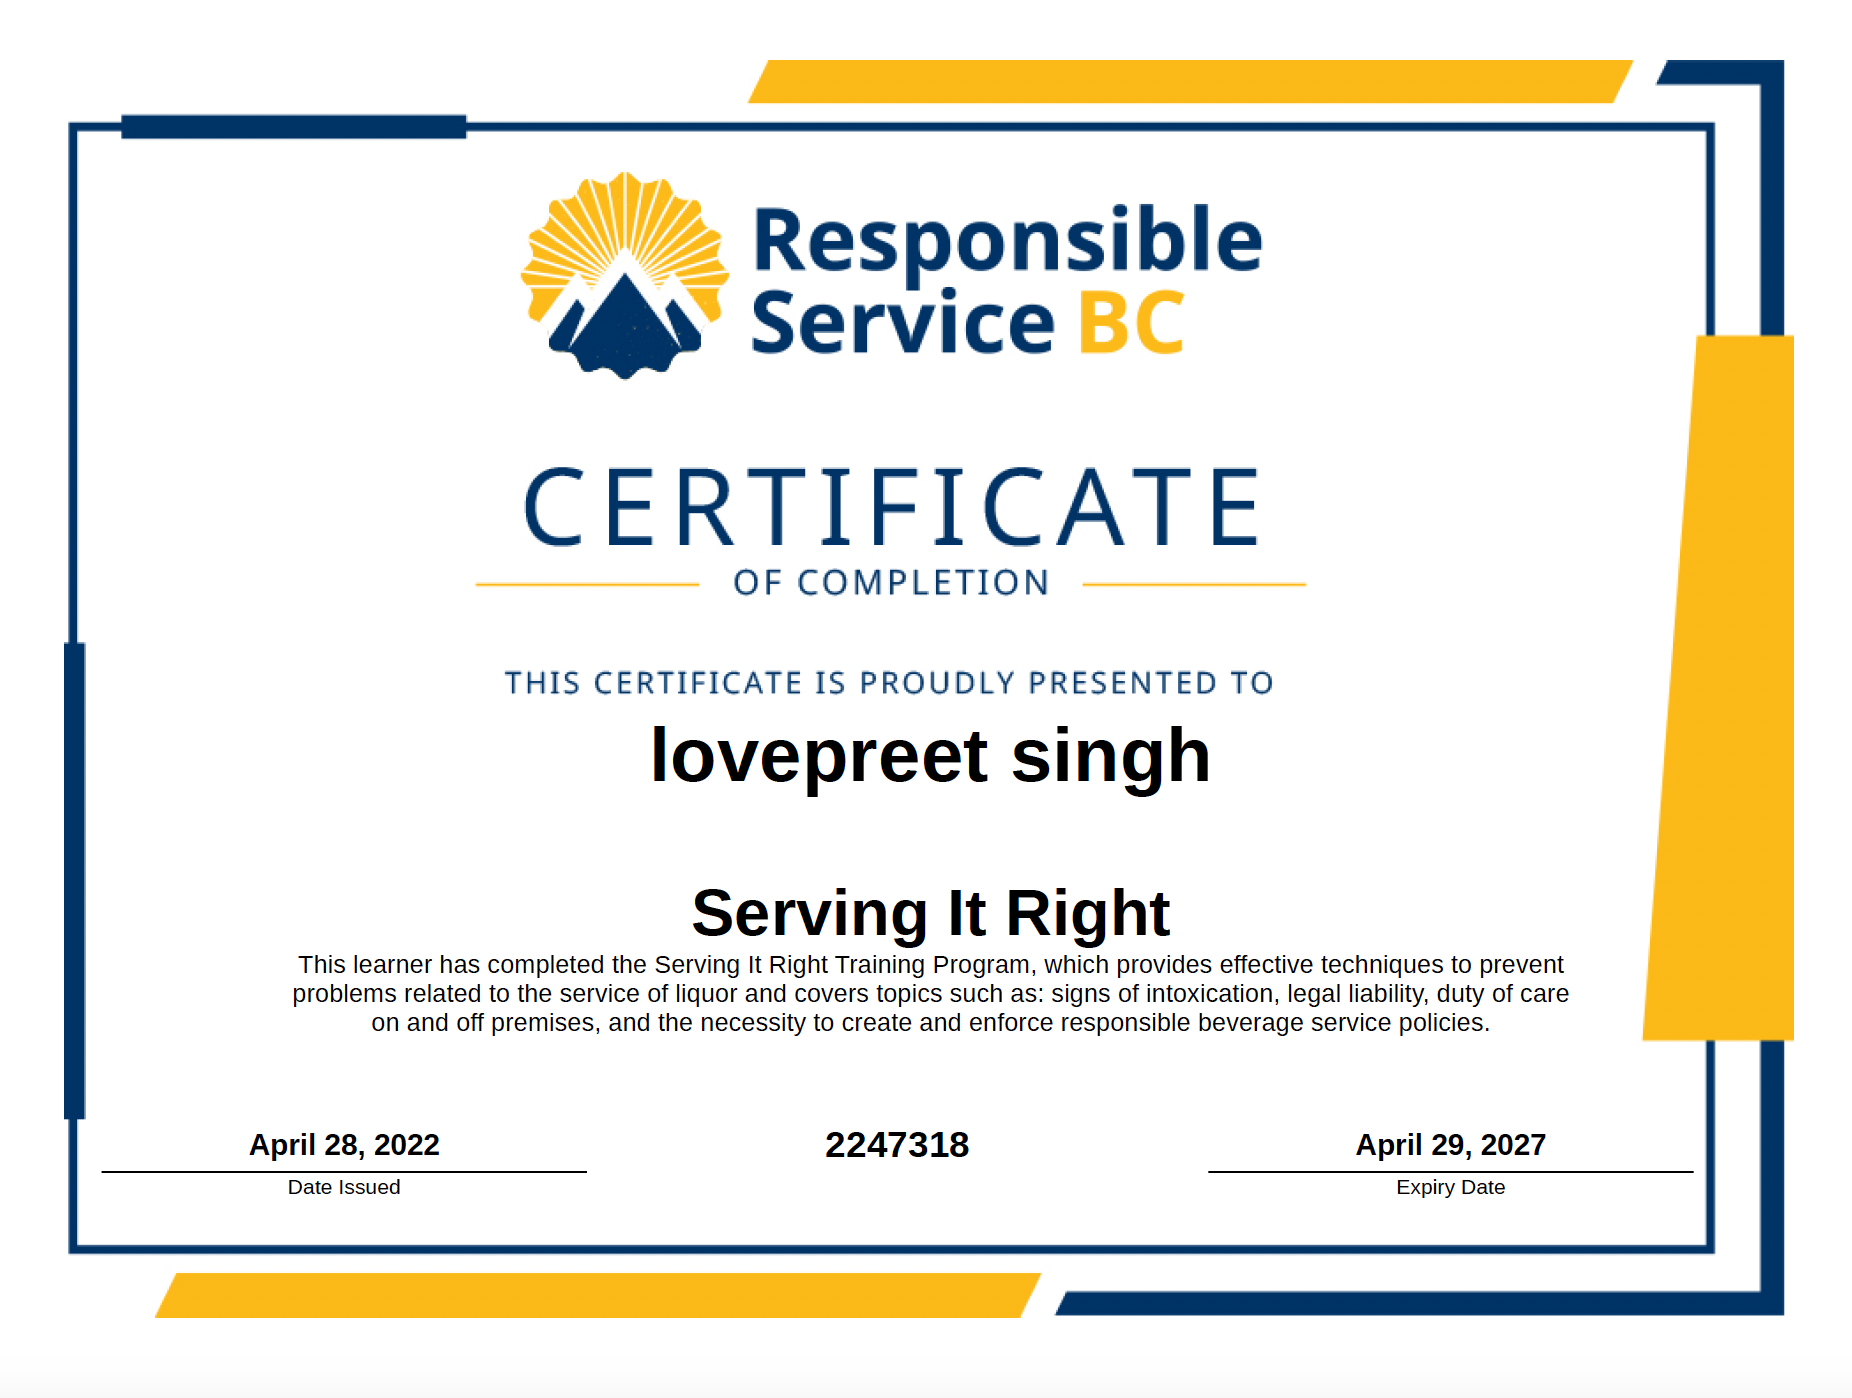 Responsible
Service BC
CERTIFICATE
OF COMPLETION
THIS CERTIFICATE IS PROUDLY PRESENTED TO
lovepreet singh
Serving It Right
This learner has completed the Serving It Right Training Program, which provides effective techniques to prevent
problems related to the service of liquor and covers topics such as: signs of intoxication, legal liability, duty of care
on and off premises, and the necessity to create and enforce responsible beverage service policies.
April 28, 2022
Date Issued
2247318
April 29, 2027
Expiry Date